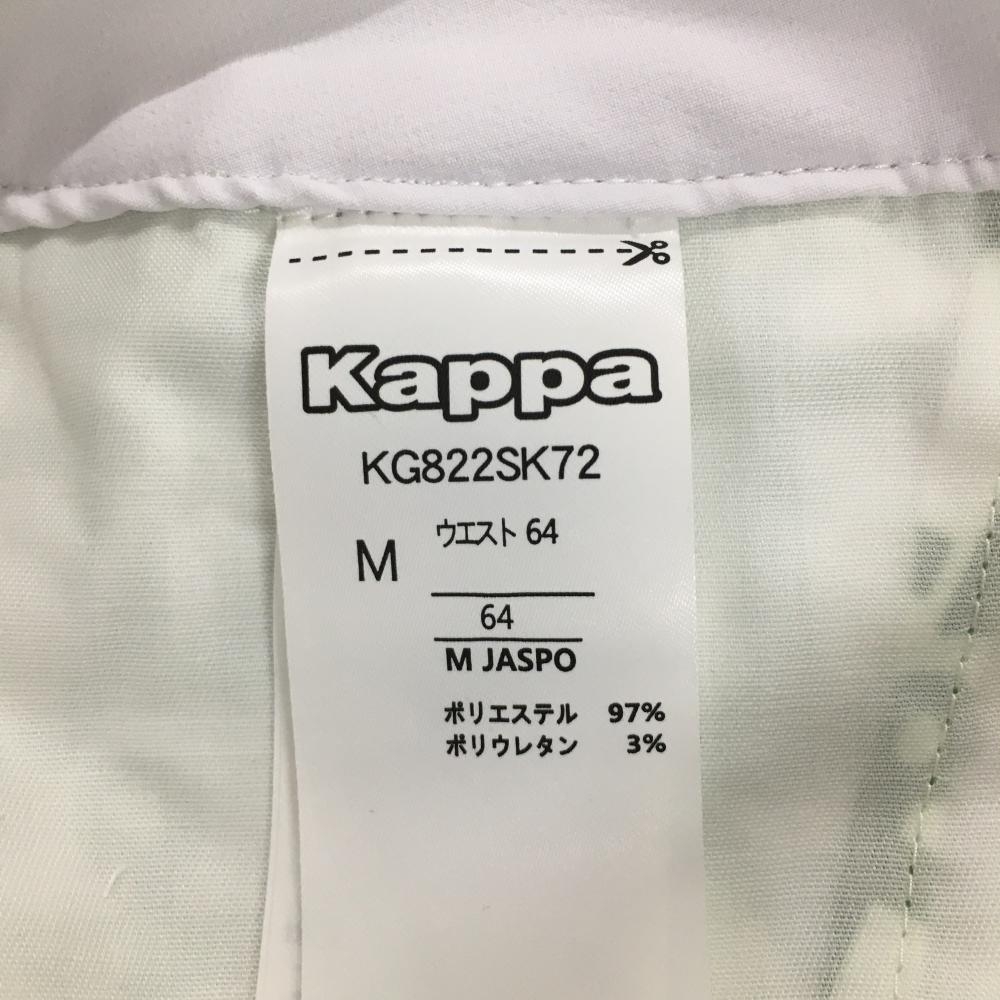 Kappa
KG822SK72
M ウエスト 64
64
M JASPO
ポリエステル 97%
ポリウレタン 3%